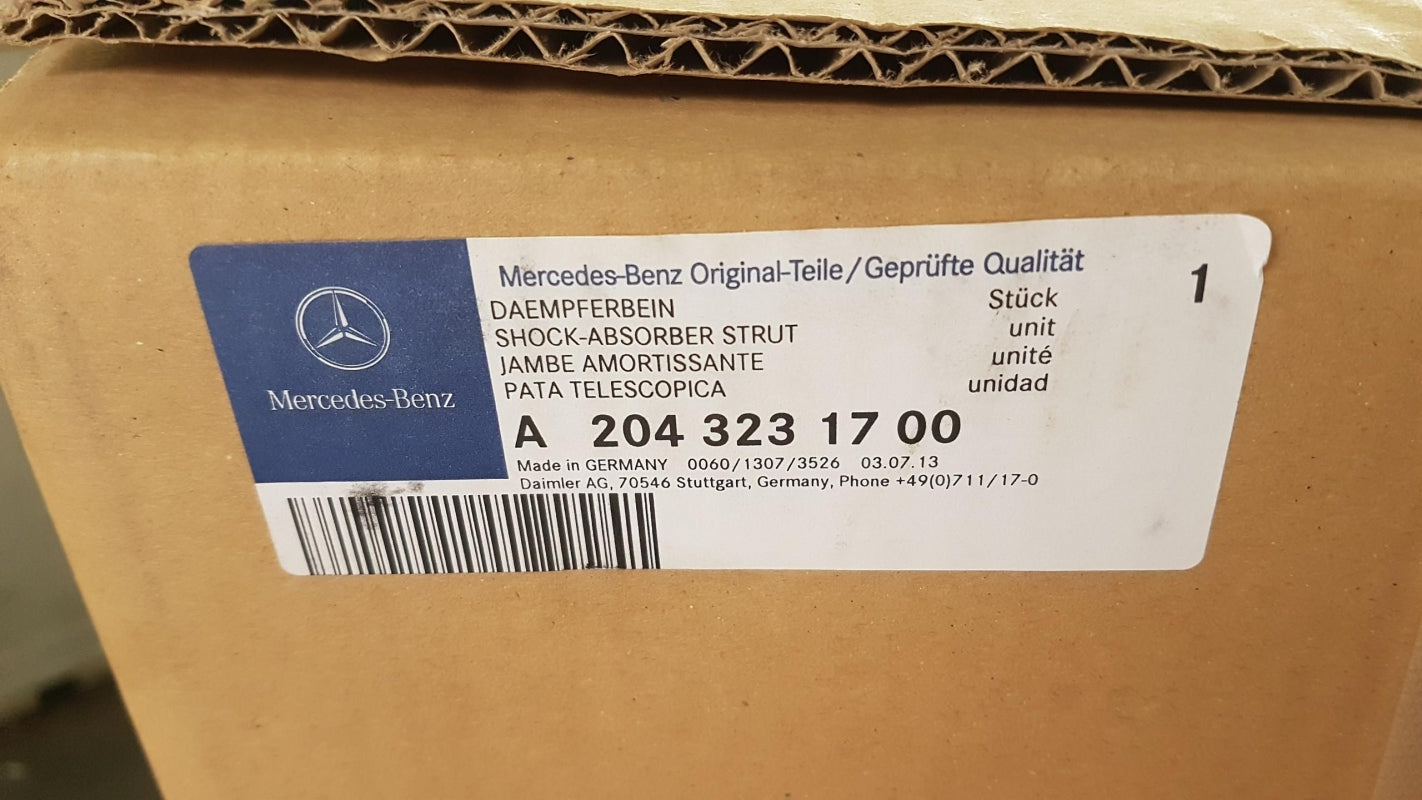 Mercedes-Benz
Mercedes-Benz Original-Teile/Geprüfte Qualität
DAEMPFERBEIN Stück 1
SHOCK-ABSORBER STRUT unit
JAMBE AMORTISSANTE unité
PATA TELESCOPICA unidad
A 204 323 17 00
Made in GERMANY 0060/1307/3526 03.07.13
Daimler AG, 70546 Stuttgart, Germany, Phone +49(0)711/17-0